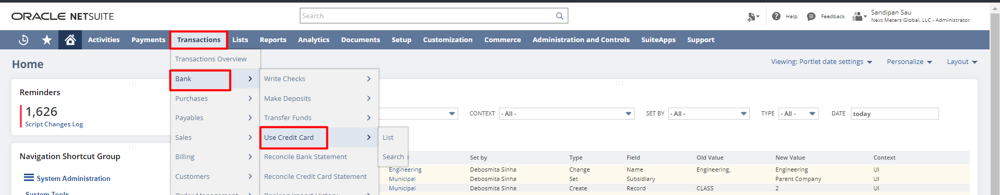 ORACLE NETSUITE
Search
Help
Feedback
Sandipan Sau
Next Meters Global, LLC - Administrator
Activities Payments Transactions Lists Reports Analytics Documents Setup Customization Commerce Administration and Controls SuiteApps Support
Home
Viewing: Portlet date settings Personalize Layout
Transactions Overview
Bank
Purchases
Payables
Sales
Billing
Customers
Order Management
Write Checks
Make Deposits
Transfer Funds
Use Credit Card
Reconcile Bank Statement
Reconcile Credit Card Statement
Banking Import History
List
Search
Reminders
1,626
Script Changes Log
Navigation Shortcut Group
System Administration
System Tools
CONTEXT - All - SET BY - All - TYPE - All - DATE today
Set by Type Field Old Value New Value Context
Engineering Debosmita Sinha Change Name Engineering, Engineering UI
Municipal Debosmita Sinha Set Subsidiary Parent Company UI
Municipal Debosmita Sinha Create Record CLASS 2 UI